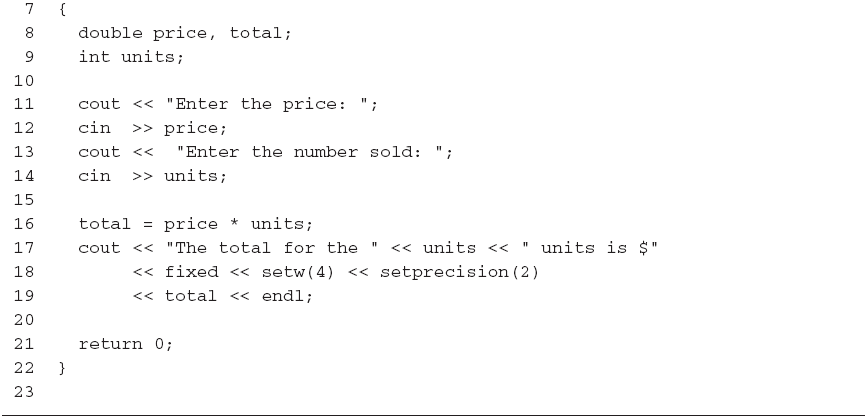 7 {
8 double price, total;
9 int units;
10
11 cout << "Enter the price: ";
12 cin  >> price;
13 cout <<  "Enter the number sold: ";
14 cin  >> units;
15
16 total = price * units;
17 cout << "The total for the " << units << " units is $"
18 << fixed << setw(4) << setprecision(2)
19 << total << endl;
20
21 return 0;
22 }
23